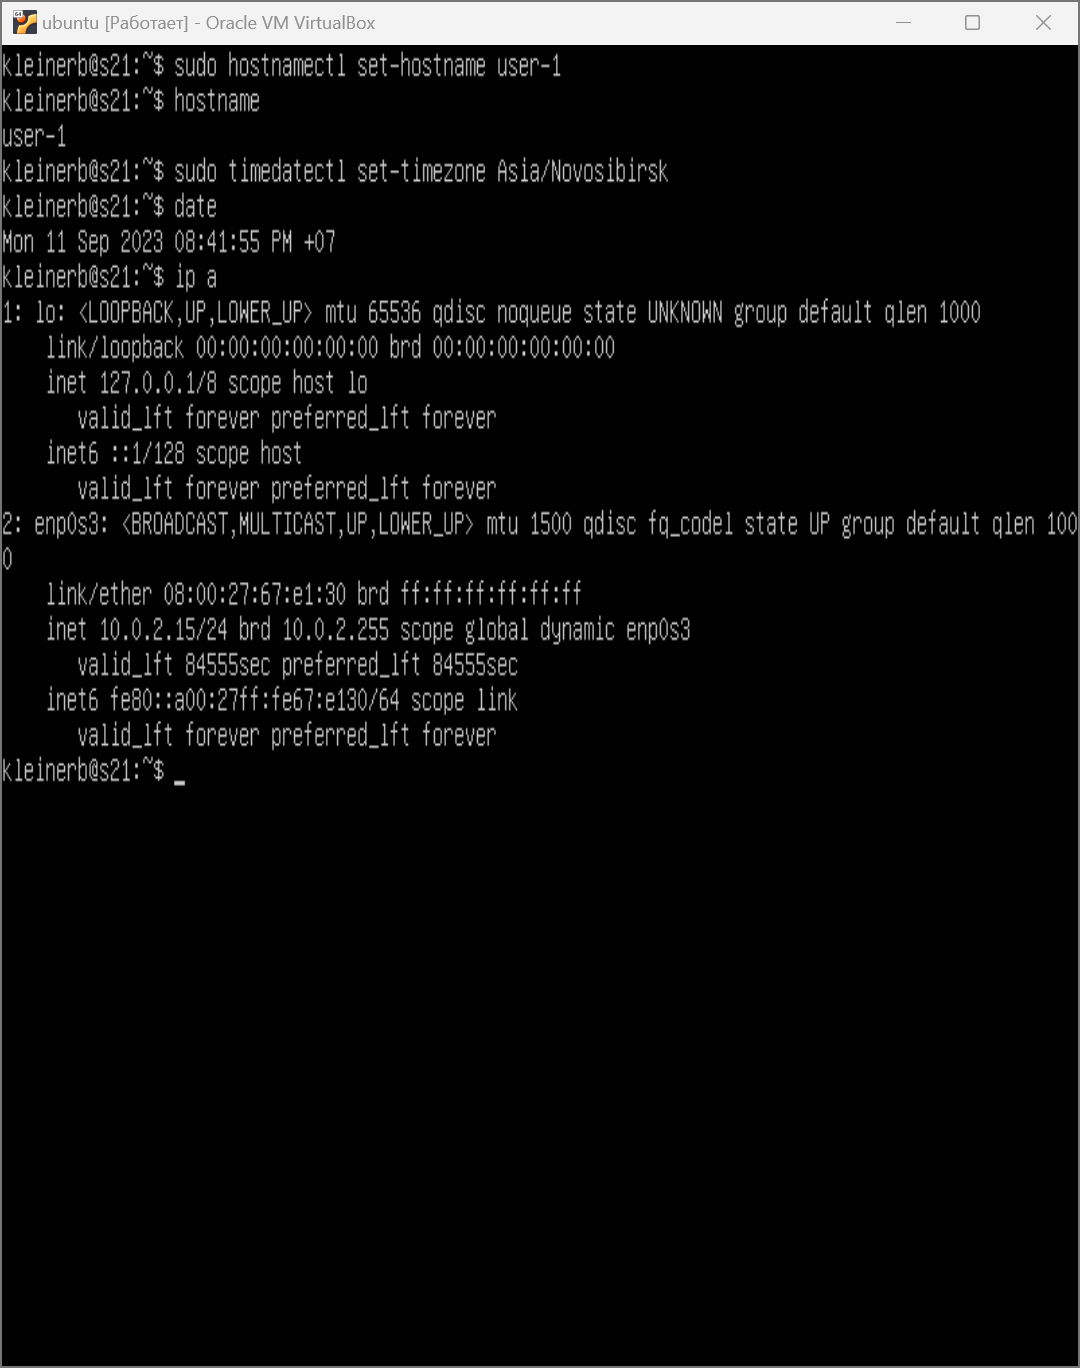 64
ubuntu [Работает] - Oracle VM VirtualBox
kleinerb@s21:~$ sudo hostnamectl set-hostname user-1
kleinerb@s21:~$ hostname
user-1
kleinerb@s21:~$ sudo timedatectl set-timezone Asia/Novosibirsk
kleinerb@s21:~$ date
Mon 11 Sep 2023 08:41:55 PM +07
kleinerb@s21:~$ ip a
1: lo: <LOOPBACK,UP,LOWER_UP> mtu 65536 qdisc noqueue state UNKNOWN group default qlen 1000
    link/loopback 00:00:00:00:00:00 brd 00:00:00:00:00:00
    inet 127.0.0.1/8 scope host lo
       valid_lft forever preferred_lft forever
    inet6 ::1/128 scope host
       valid_lft forever preferred_lft forever
2: enp0s3: <BROADCAST,MULTICAST,UP,LOWER_UP> mtu 1500 qdisc fq_codel state UP group default qlen 100
0
    link/ether 08:00:27:67:e1:30 brd ff:ff:ff:ff:ff:ff
    inet 10.0.2.15/24 brd 10.0.2.255 scope global dynamic enp0s3
       valid_lft 84555sec preferred_lft 84555sec
    inet6 fe80::a00:27ff:fe67:e130/64 scope link
       valid_lft forever preferred_lft forever
kleinerb@s21:~$ _